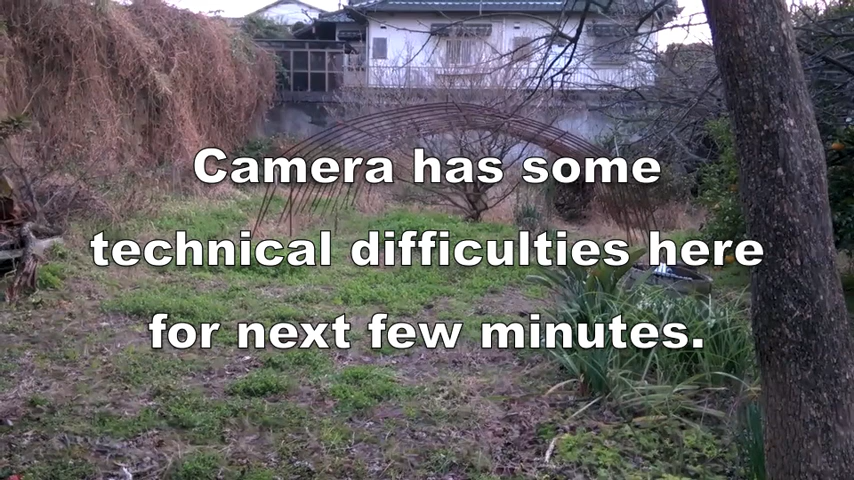 Camera has some
technical difficulties here
for next few minutes.